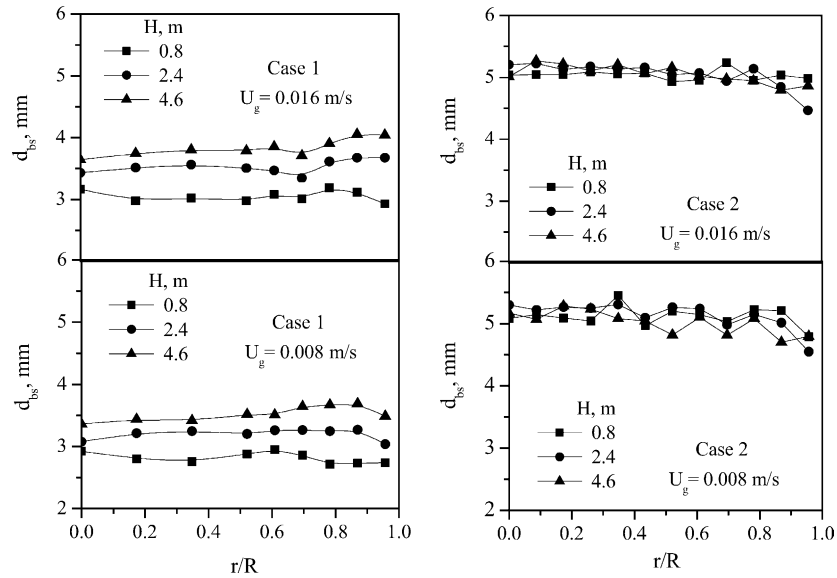 6
5
4
3
6
5
4
3
2
d_bs, mm
d_bs, mm
H, m
0.8
2.4
4.6
Case 1
U_g = 0.016 m/s
H, m
0.8
2.4
4.6
Case 1
U_g = 0.008 m/s
0.0 0.2 0.4 0.6 0.8 1.0
r/R
6
5
4
3
6
5
4
3
2
d_bs, mm
d_bs, mm
H, m
0.8
2.4
4.6
Case 2
U_g = 0.016 m/s
H, m
0.8
2.4
4.6
Case 2
U_g = 0.008 m/s
0.0 0.2 0.4 0.6 0.8 1.0
r/R